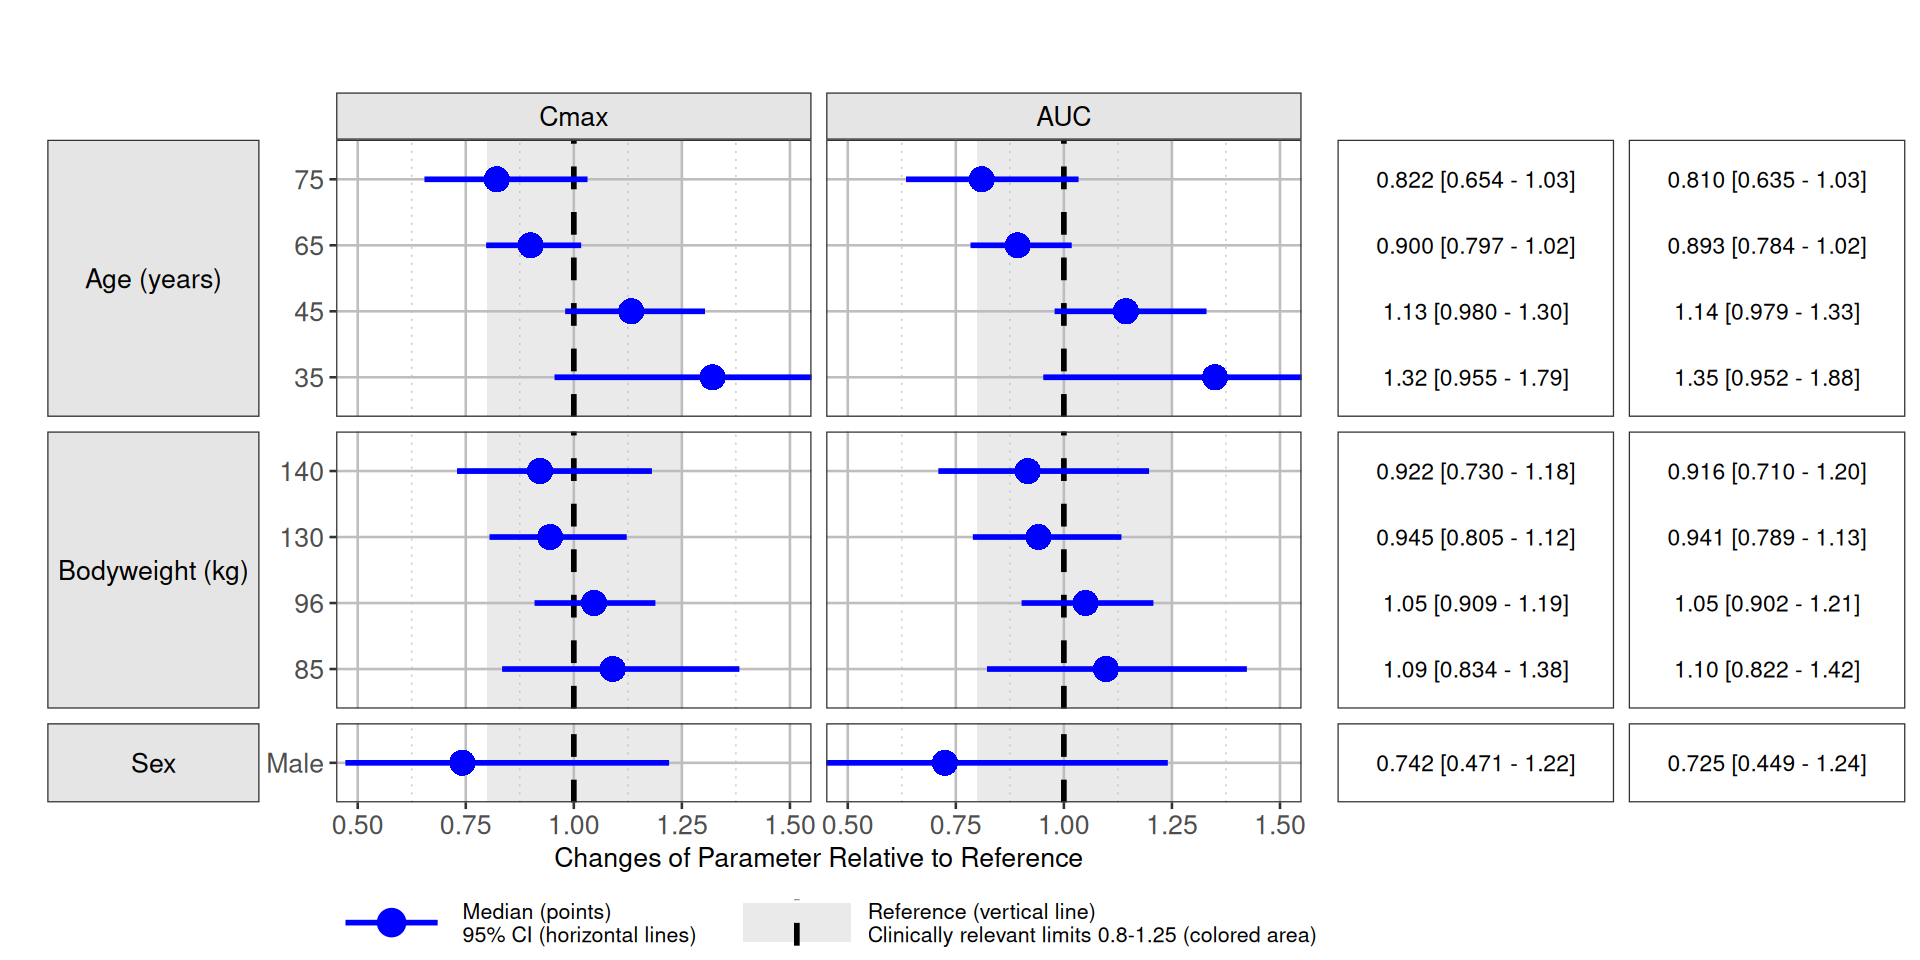 Cmax
AUC
Age (years)
75
0.822 [0.654 - 1.03]
0.810 [0.635 - 1.03]
65
0.900 [0.797 - 1.02]
0.893 [0.784 - 1.02]
45
1.13 [0.980 - 1.30]
1.14 [0.979 - 1.33]
35
1.32 [0.955 - 1.79]
1.35 [0.952 - 1.88]
Bodyweight (kg)
140
0.922 [0.730 - 1.18]
0.916 [0.710 - 1.20]
130
0.945 [0.805 - 1.12]
0.941 [0.789 - 1.13]
96
1.05 [0.909 - 1.19]
1.05 [0.902 - 1.21]
85
1.09 [0.834 - 1.38]
1.10 [0.822 - 1.42]
Sex
Male
0.742 [0.471 - 1.22]
0.725 [0.449 - 1.24]
0.50 0.75 1.00 1.25 1.50
0.50 0.75 1.00 1.25 1.50
Changes of Parameter Relative to Reference
Median (points)
95% CI (horizontal lines)
Reference (vertical line)
Clinically relevant limits 0.8-1.25 (colored area)